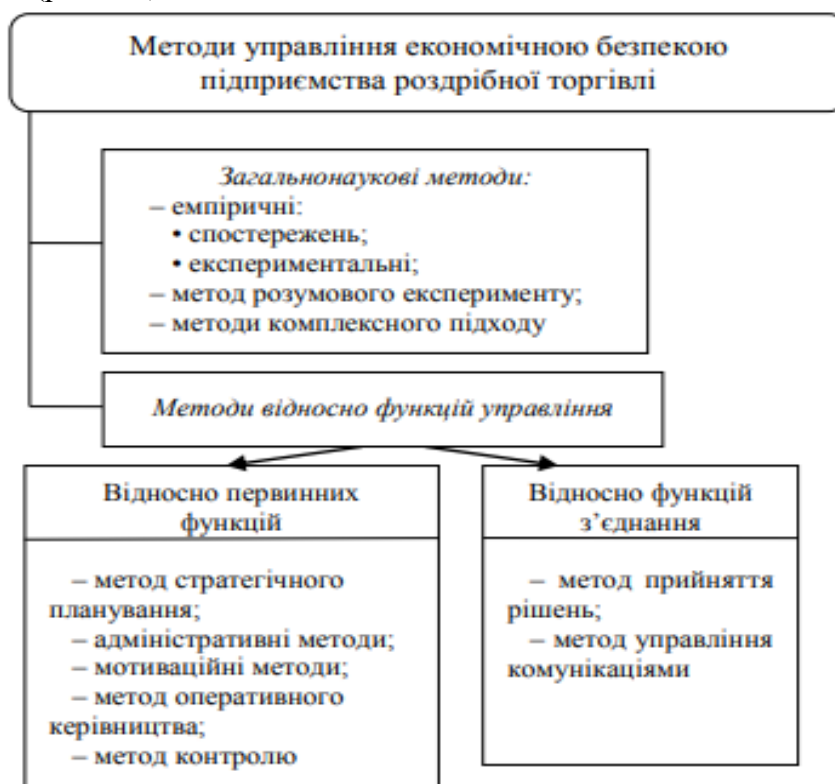 Методи управління економічною безпекою
підприємства роздрібної торгівлі
Загальнонаукові методи:
– емпіричні:
• спостережень;
• експериментальні;
– метод розумового експерименту;
– методи комплексного підходу
Методи відносно функцій управління
Відносно первинних
функцій
– метод стратегічного
планування;
– адміністративні методи;
– мотиваційні методи;
– метод оперативного
керівництва;
– метод контролю
Відносно функцій
з’єднання
– метод прийняття
рішень;
– метод управління
комунікаціями